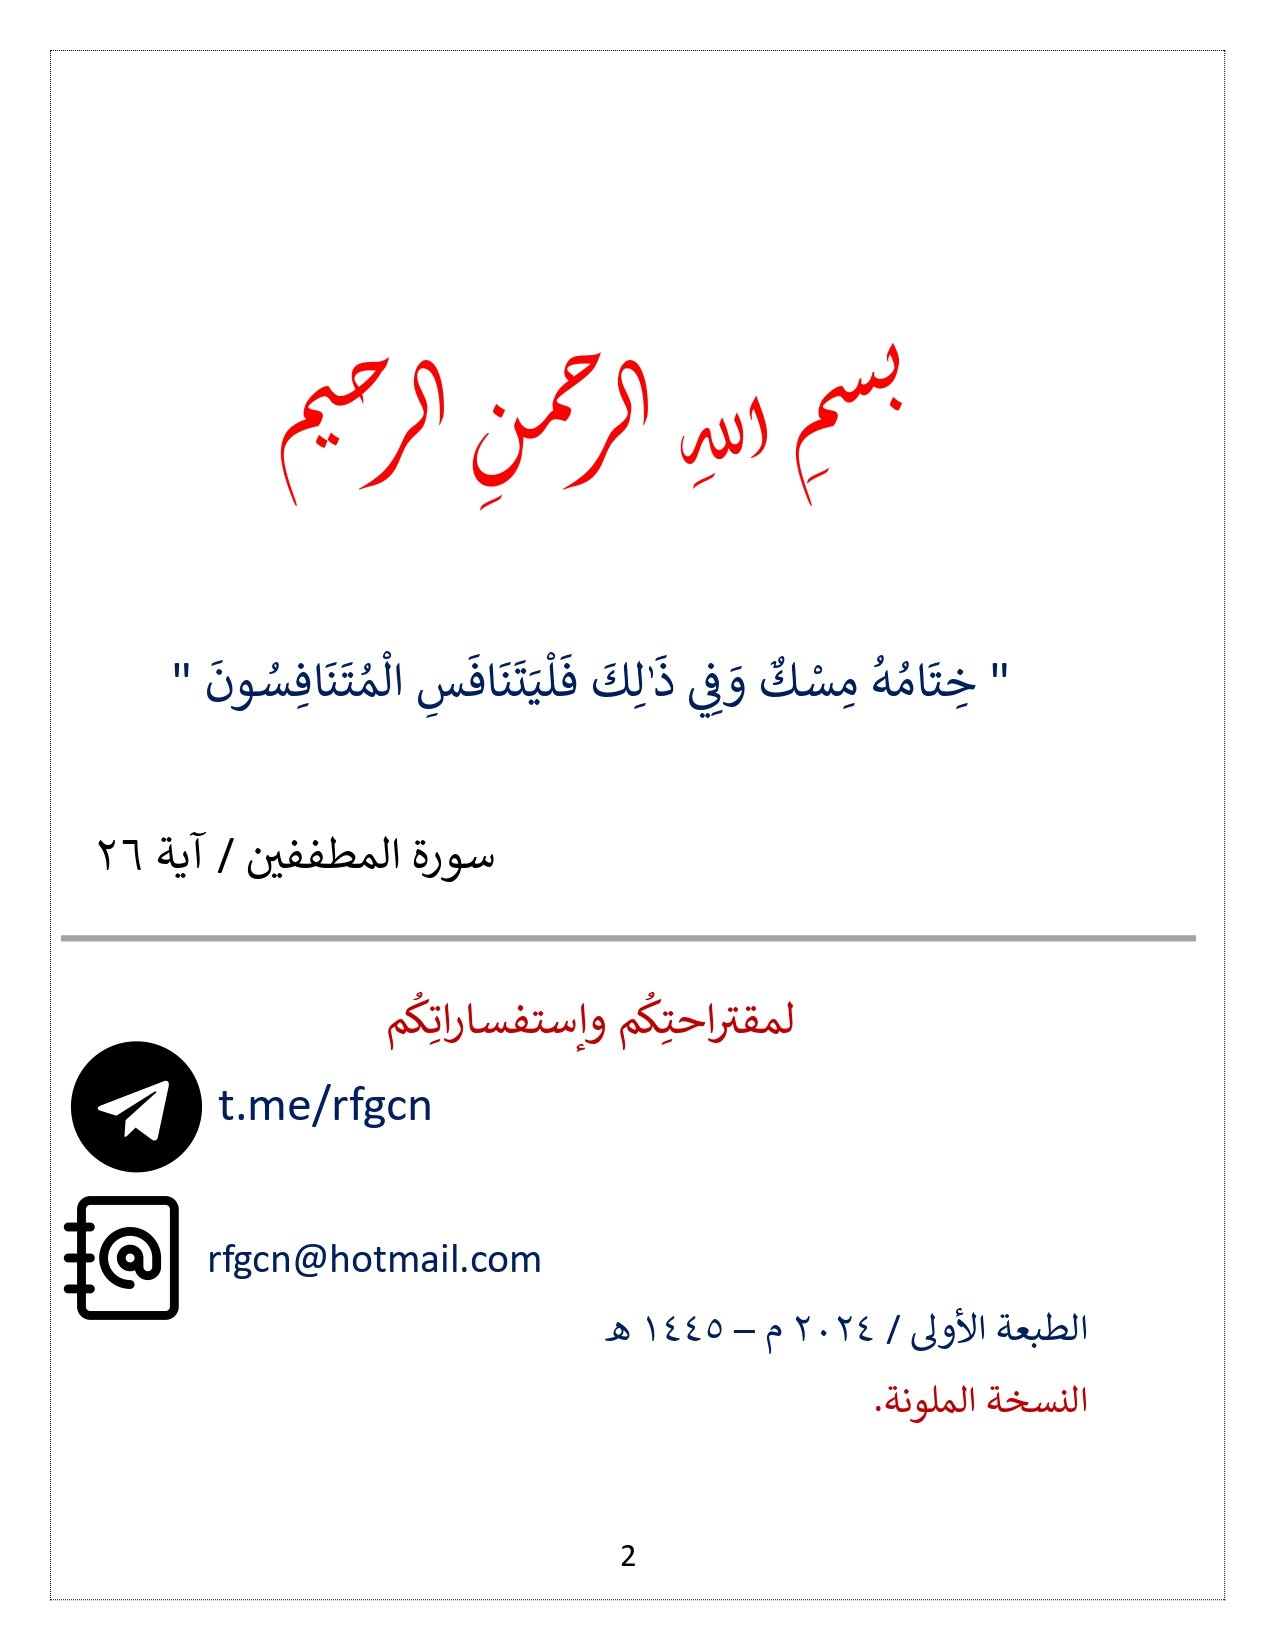 بسمِ اللهِ الرحمنِ الرحيم
" خِتَامُهُ مِسْكٌ وَفِي ذَٰلِكَ فَلْيَتَنَافَسِ الْمُتَنَافِسُونَ "
سورة المطففين / آية ٢٦
لمقتراحتِكُم وإستفساراتِكُم
t.me/rfgcn
rfgcn@hotmail.com
الطبعة الأولى / ٢٠٢٤ م – ١٤٤٥ هـ
النسخة الملونة.
2